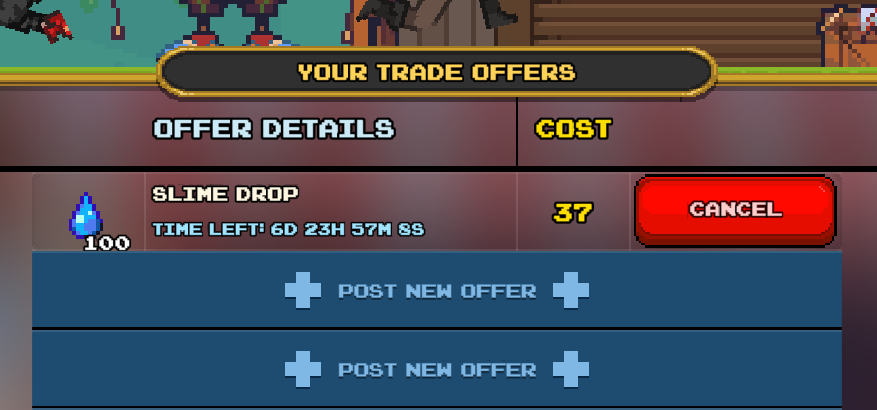 YOUR TRADE OFFERS
OFFER DETAILS COST
SLIME DROP
100
TIME LEFT: 6D 23H 57M 8S
37
CANCEL
POST NEW OFFER
POST NEW OFFER